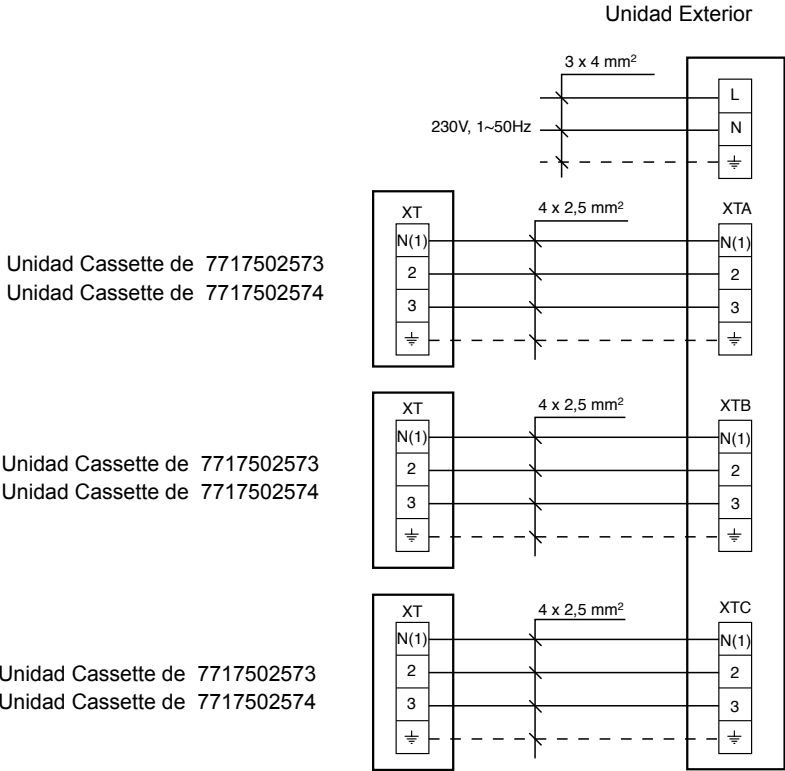 Unidad Exterior
3 x 4 mm²
L
230V, 1~50Hz
N
XT
4 x 2,5 mm²
XTA
N(1)
N(1)
Unidad Cassette de 7717502573
2
2
Unidad Cassette de 7717502574
3
3
XT
4 x 2,5 mm²
XTB
N(1)
N(1)
Unidad Cassette de 7717502573
2
2
Unidad Cassette de 7717502574
3
3
XT
4 x 2,5 mm²
XTC
N(1)
N(1)
Unidad Cassette de 7717502573
2
2
Unidad Cassette de 7717502574
3
3